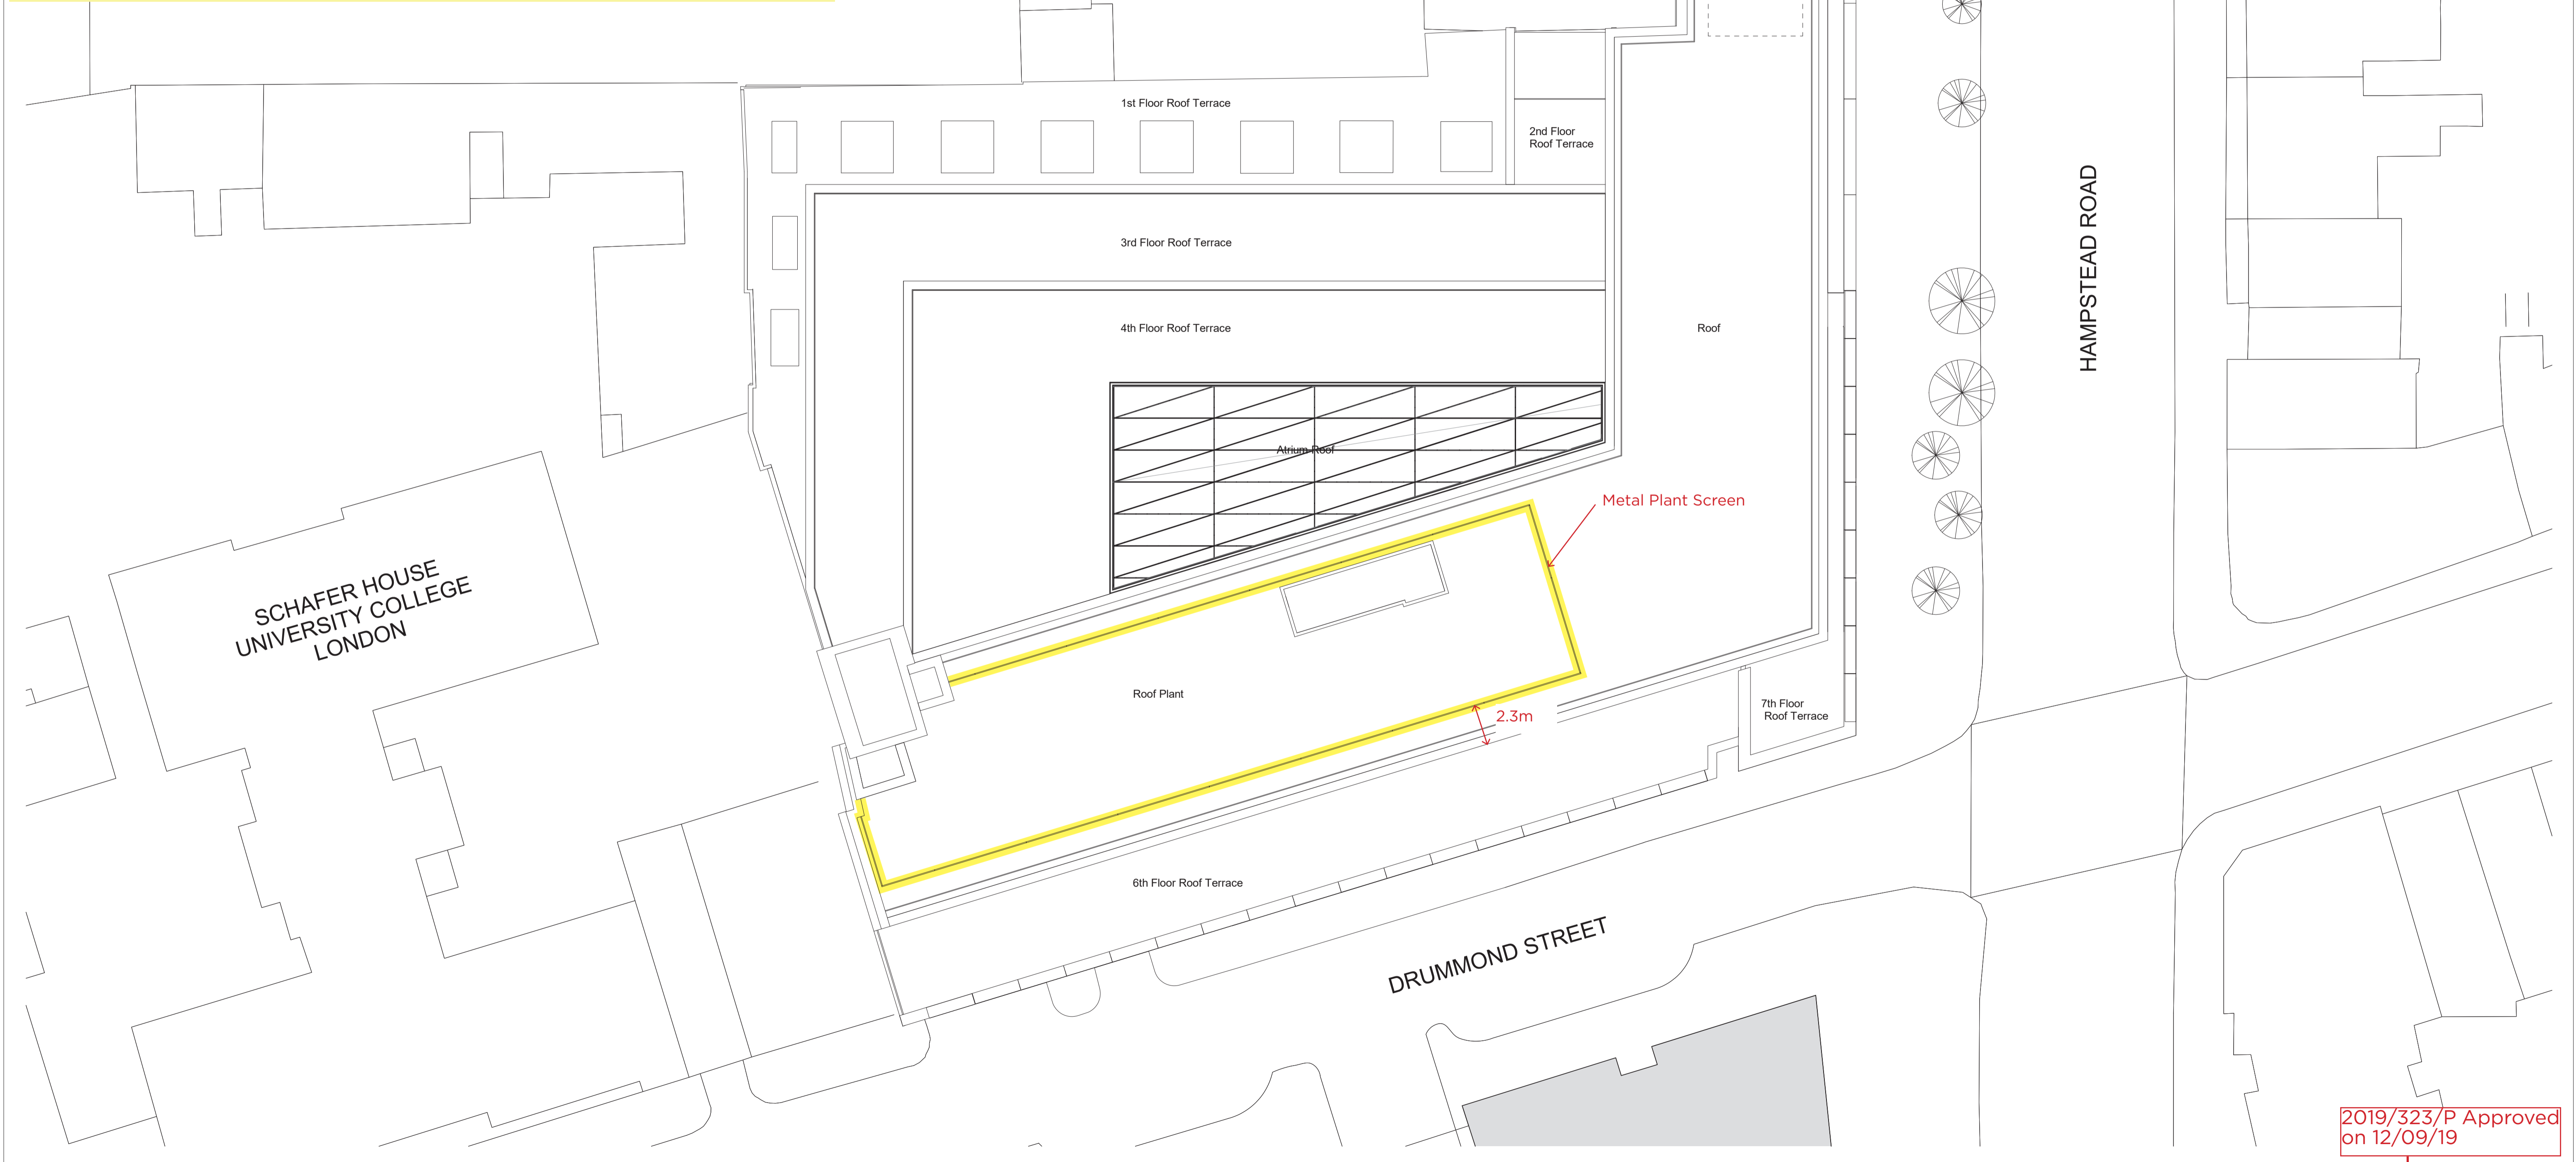 1st Floor Roof Terrace
2nd Floor
Roof Terrace
3rd Floor Roof Terrace
4th Floor Roof Terrace
Roof
HAMPSTEAD ROAD
Atrium Roof
Metal Plant Screen
SCHAFER HOUSE
UNIVERSITY COLLEGE
LONDON
Roof Plant
2.3m
7th Floor
Roof Terrace
6th Floor Roof Terrace
DRUMMOND STREET
2019/323/P Approved
on 12/09/19